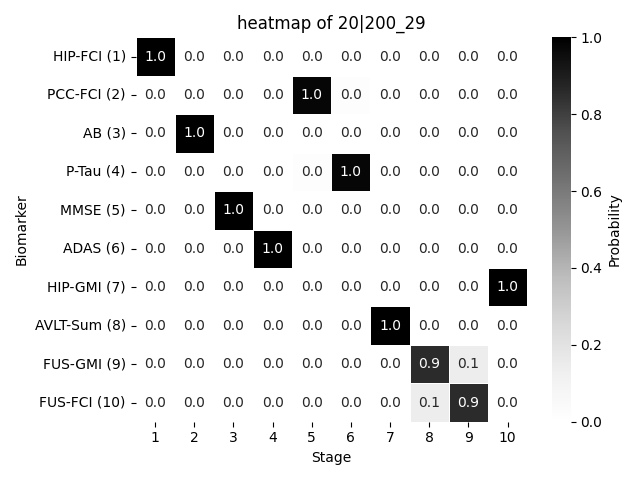 heatmap of 20|200_29
HIP-FCI (1) 1.0 0.0 0.0 0.0 0.0 0.0 0.0 0.0 0.0 0.0
PCC-FCI (2) 0.0 0.0 0.0 0.0 1.0 0.0 0.0 0.0 0.0 0.0
AB (3) 0.0 1.0 0.0 0.0 0.0 0.0 0.0 0.0 0.0 0.0
P-Tau (4) 0.0 0.0 0.0 0.0 0.0 1.0 0.0 0.0 0.0 0.0
MMSE (5) 0.0 0.0 1.0 0.0 0.0 0.0 0.0 0.0 0.0 0.0
ADAS (6) 0.0 0.0 0.0 1.0 0.0 0.0 0.0 0.0 0.0 0.0
HIP-GMI (7) 0.0 0.0 0.0 0.0 0.0 0.0 0.0 0.0 0.0 1.0
AVLT-Sum (8) 0.0 0.0 0.0 0.0 0.0 0.0 1.0 0.0 0.0 0.0
FUS-GMI (9) 0.0 0.0 0.0 0.0 0.0 0.0 0.0 0.9 0.1 0.0
FUS-FCI (10) 0.0 0.0 0.0 0.0 0.0 0.0 0.0 0.1 0.9 0.0
1 2 3 4 5 6 7 8 9 10
Stage
Biomarker
1.0
0.8
0.6
0.4
0.2
0.0
Probability